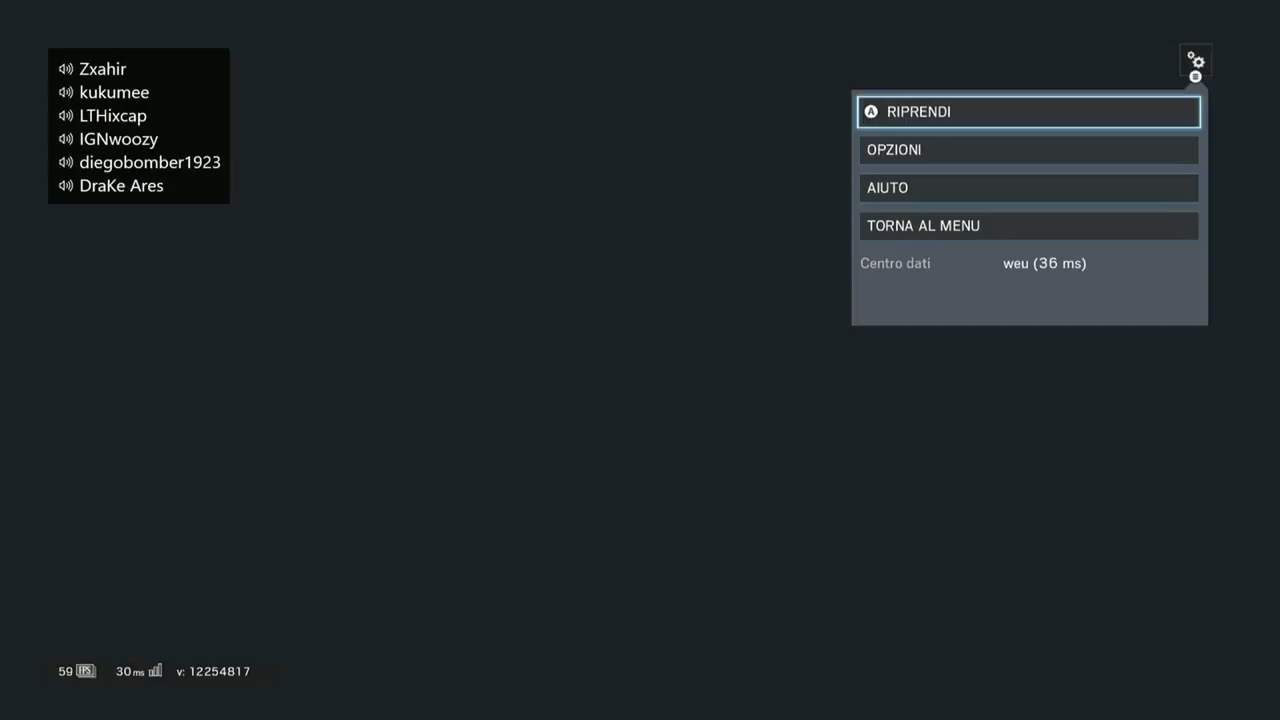 Zxahir
kukumee
LTHixcap
IGNwoozy
diegobomber1923
DraKe Ares
A RIPRENDI
OPZIONI
AIUTO
TORNA AL MENU
Centro dati weu (36 ms)
59 FPS 30 ms v: 12254817